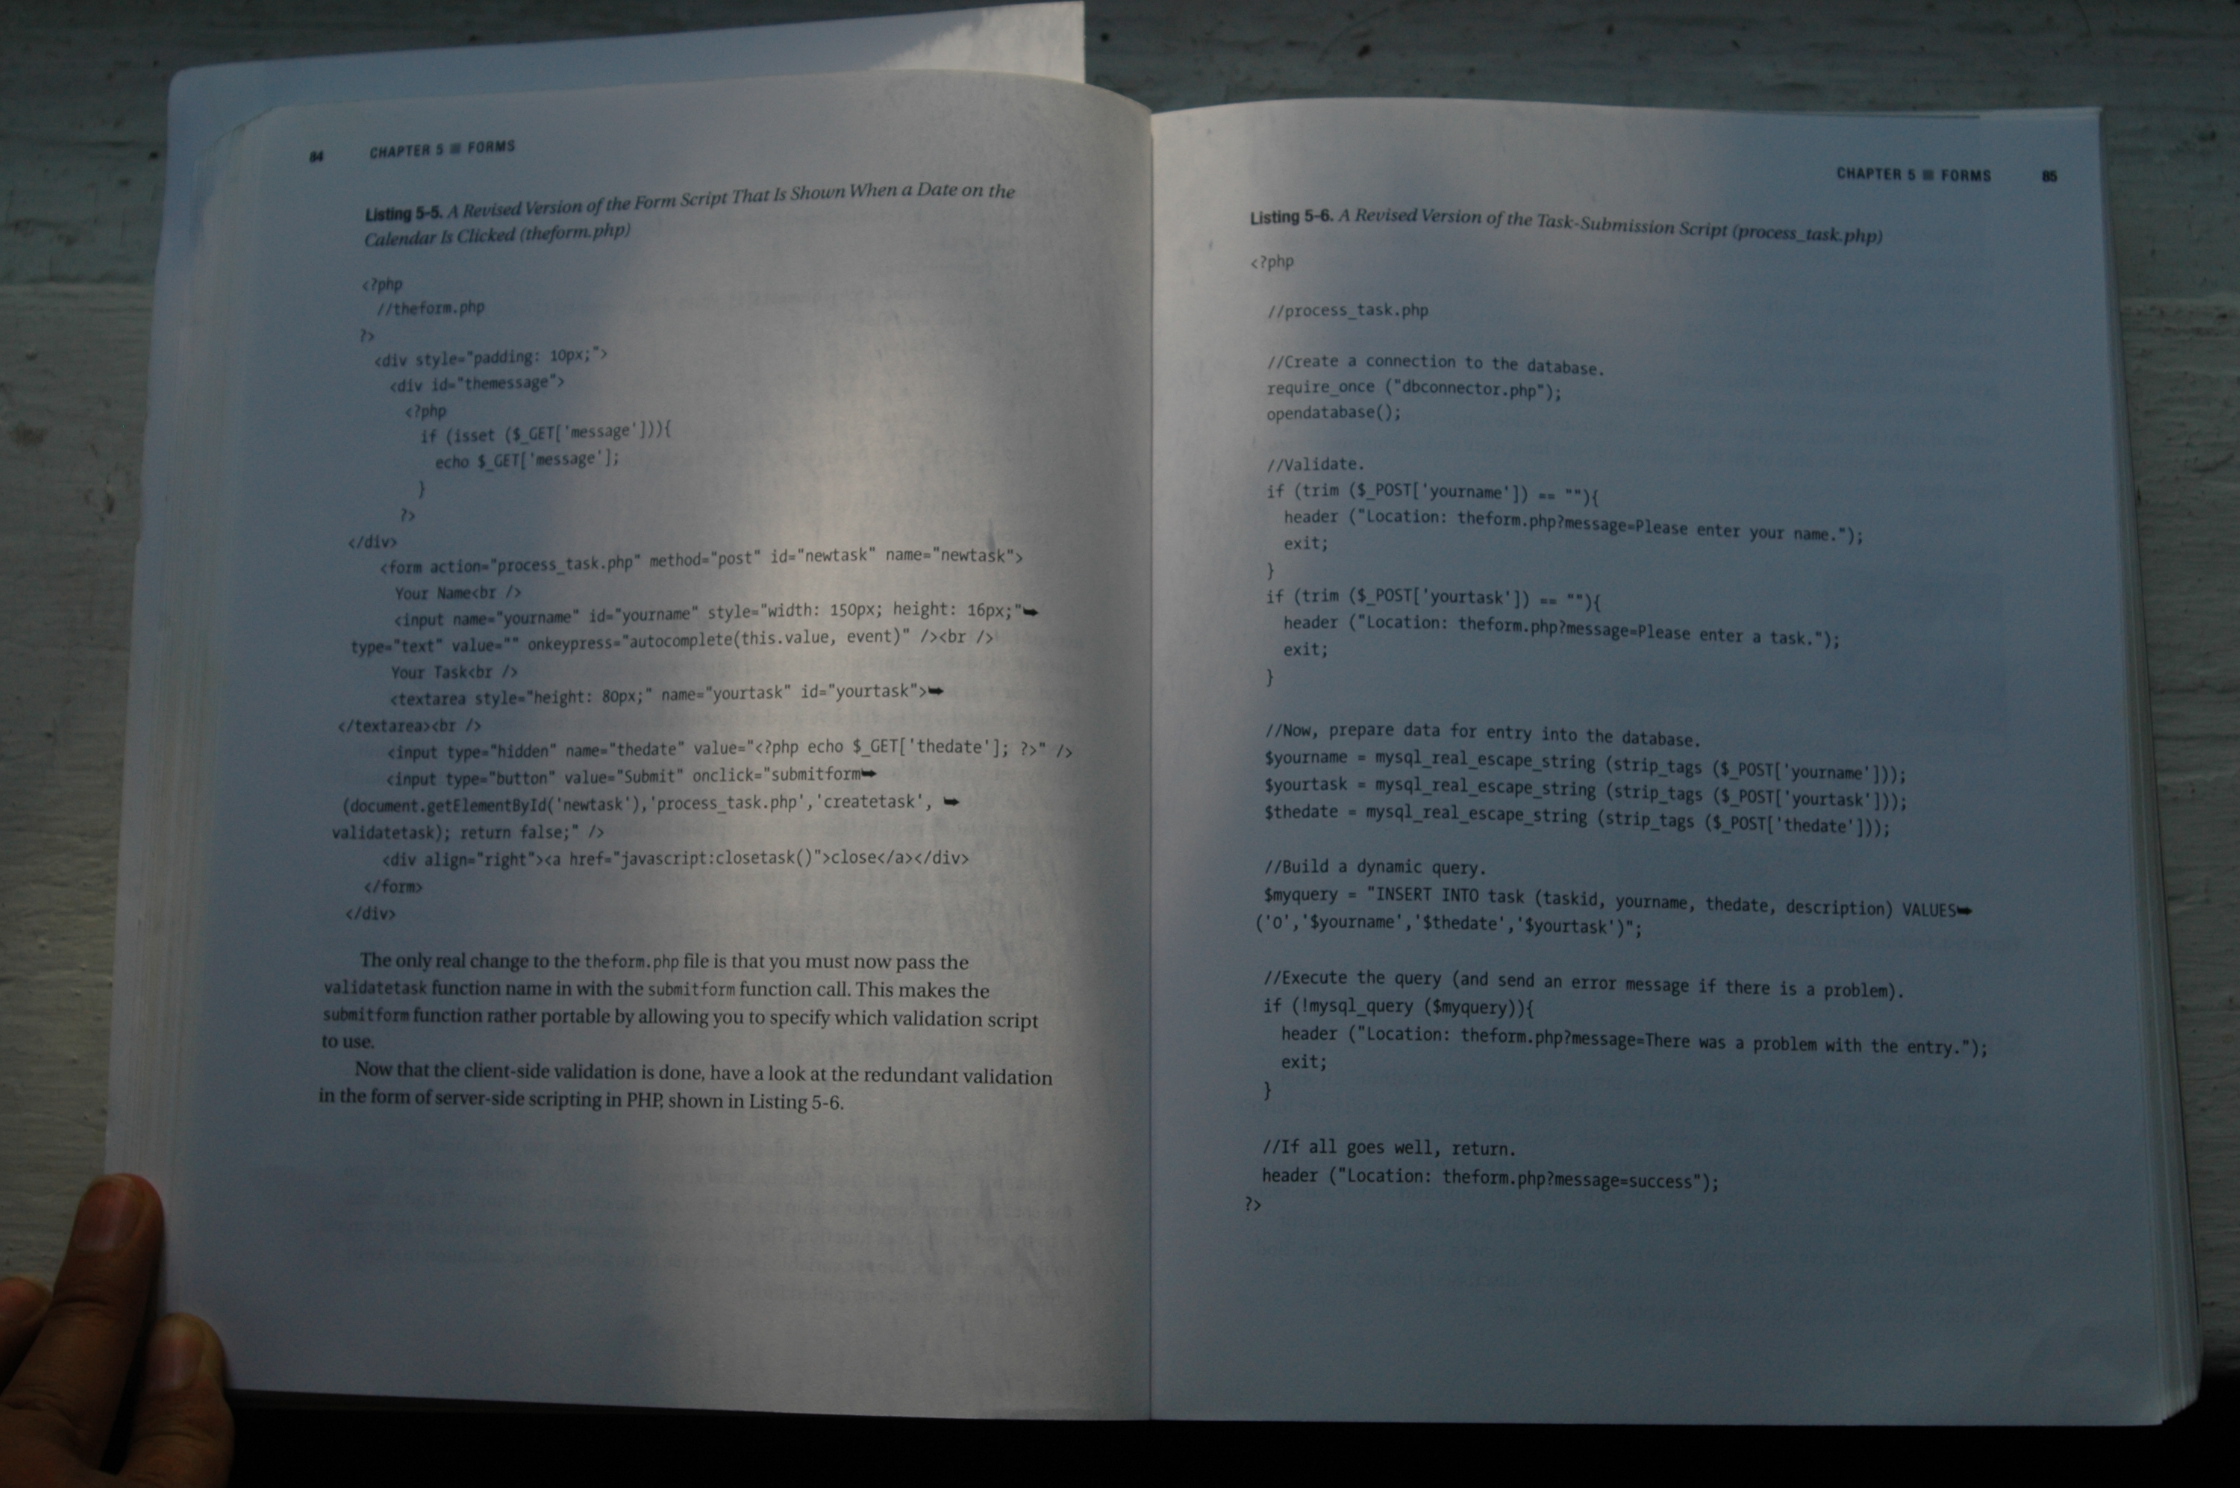 84 CHAPTER 5 ■ FORMS
Listing 5-5. A Revised Version of the Form Script That Is Shown When a Date on the
Calendar Is Clicked (theform.php)
<?php
//theform.php
?>
<div style="padding: 10px;">
<div id="themessage">
<?php
if (isset ($_GET['message'])){
echo $_GET['message'];
}
?>
</div>
<form action="process_task.php" method="post" id="newtask" name="newtask">
Your Name<br />
<input name="yourname" id="yourname" style="width: 150px; height: 16px;"➥
type="text" value="" onkeypress="autocomplete(this.value, event)" /><br />
Your Task<br />
<textarea style="height: 80px;" name="yourtask" id="yourtask">➥
</textarea><br />
<input type="hidden" name="thedate" value="<?php echo $_GET['thedate']; ?>" />
<input type="button" value="Submit" onclick="submitform➥
(document.getElementById('newtask'),'process_task.php','createtask', ➥
validatetask); return false;" />
<div align="right"><a href="javascript:closetask()">close</a></div>
</form>
</div>
The only real change to the theform.php file is that you must now pass the
validatetask function name in with the submitform function call. This makes the
submitform function rather portable by allowing you to specify which validation script
to use.
Now that the client-side validation is done, have a look at the redundant validation
in the form of server-side scripting in PHP, shown in Listing 5-6.
CHAPTER 5 ■ FORMS 85
Listing 5-6. A Revised Version of the Task-Submission Script (process_task.php)
<?php
//process_task.php
//Create a connection to the database.
require_once ("dbconnector.php");
opendatabase();
//Validate.
if (trim ($_POST['yourname']) == ""){
header ("Location: theform.php?message=Please enter your name.");
exit;
}
if (trim ($_POST['yourtask']) == ""){
header ("Location: theform.php?message=Please enter a task.");
exit;
}
//Now, prepare data for entry into the database.
$yourname = mysql_real_escape_string (strip_tags ($_POST['yourname']));
$yourtask = mysql_real_escape_string (strip_tags ($_POST['yourtask']));
$thedate = mysql_real_escape_string (strip_tags ($_POST['thedate']));
//Build a dynamic query.
$myquery = "INSERT INTO task (taskid, yourname, thedate, description) VALUES➥
('0','$yourname','$thedate','$yourtask')";
//Execute the query (and send an error message if there is a problem).
if (!mysql_query ($myquery)){
header ("Location: theform.php?message=There was a problem with the entry.");
exit;
}
//If all goes well, return.
header ("Location: theform.php?message=success");
?>